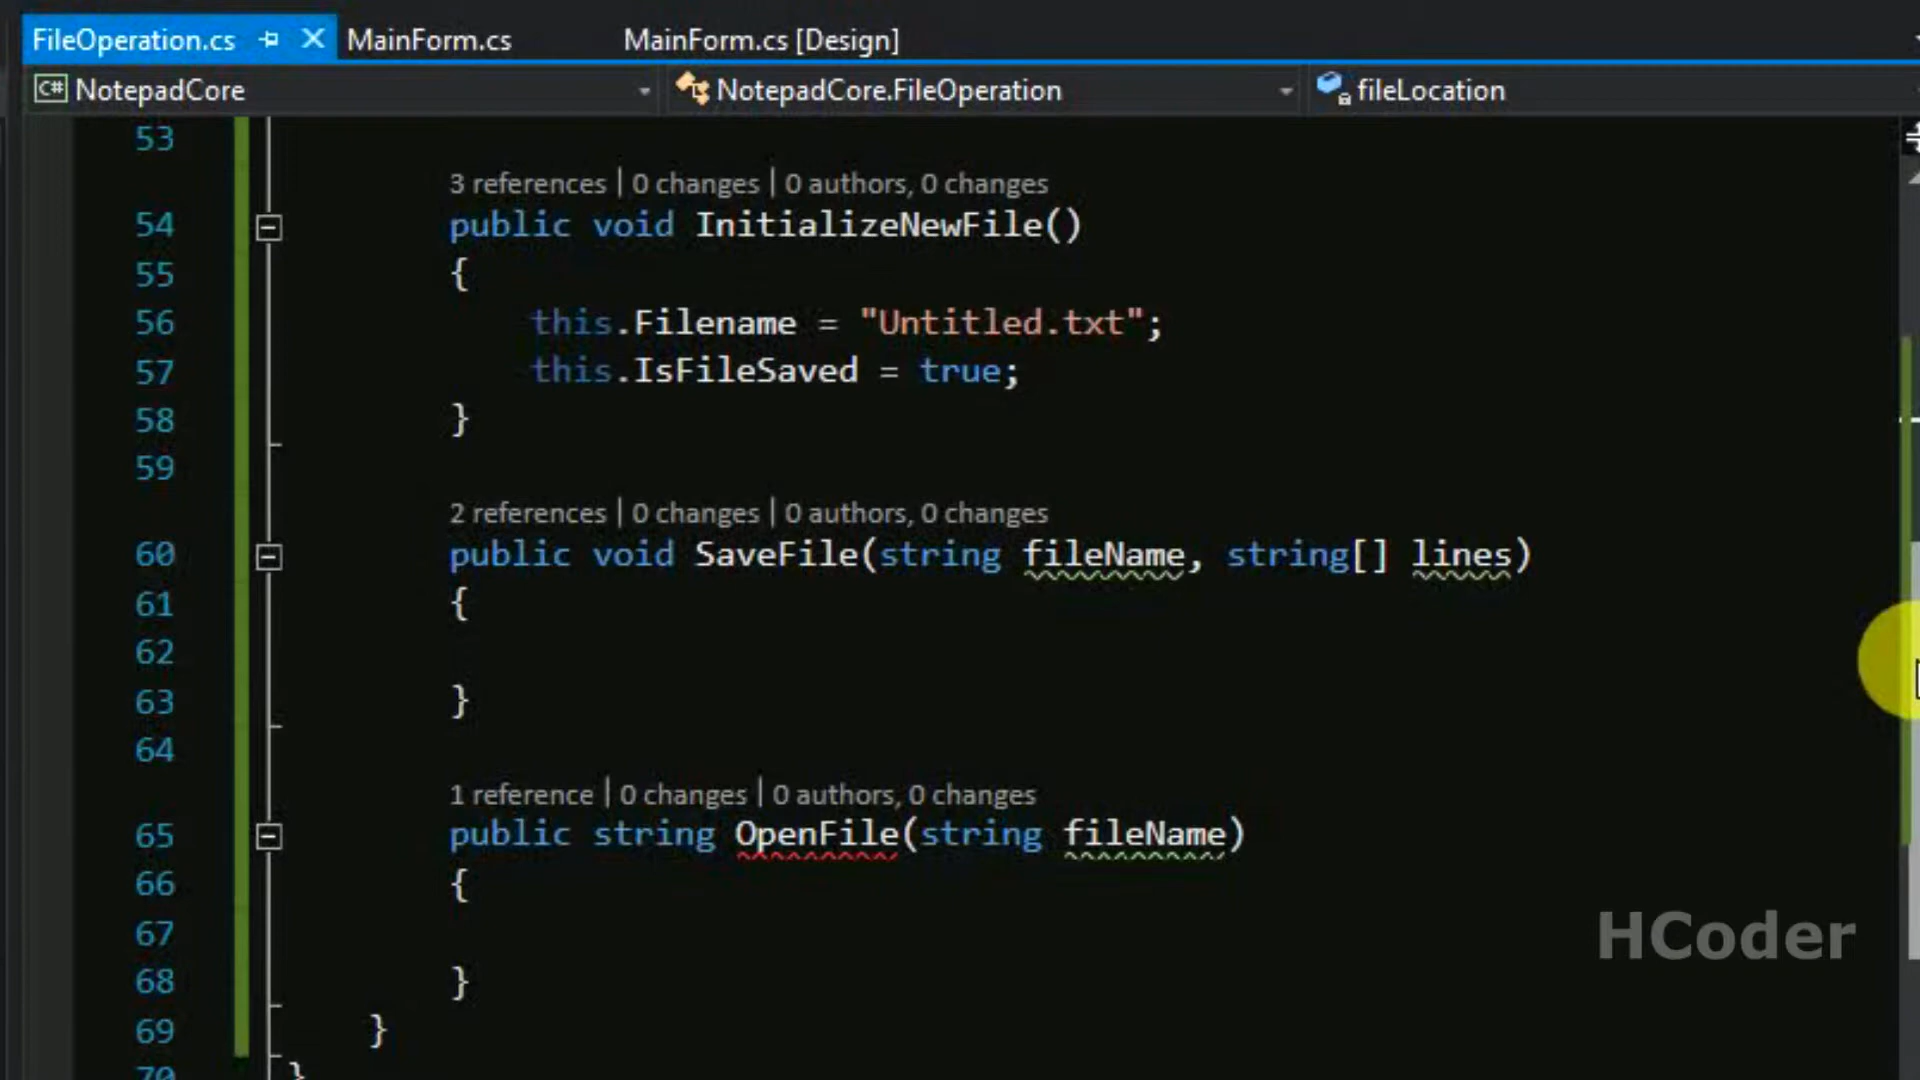 FileOperation.cs MainForm.cs MainForm.cs [Design]
C# NotepadCore NotepadCore.FileOperation fileLocation
53
3 references | 0 changes | 0 authors, 0 changes
54 public void InitializeNewFile()
55 {
56 this.Filename = "Untitled.txt";
57 this.IsFileSaved = true;
58 }
59
2 references | 0 changes | 0 authors, 0 changes
60 public void SaveFile(string fileName, string[] lines)
61 {
62
63 }
64
1 reference | 0 changes | 0 authors, 0 changes
65 public string OpenFile(string fileName)
66 {
67
68 }
69 }
70 }
HCoder